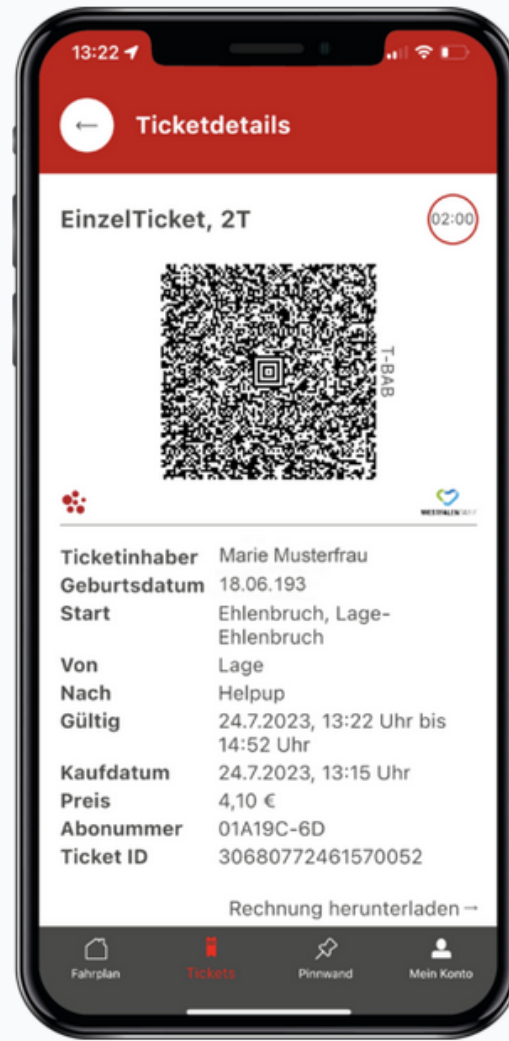 13:22
Ticketdetails
EinzelTicket, 2T
02:00
T-BAB
WESTFALEN
Ticketinhaber Marie Musterfrau
Geburtsdatum 18.06.193
Start Ehlenbruch, Lage-
Ehlenbruch
Von Lage
Nach Helpup
Gültig 24.7.2023, 13:22 Uhr bis
14:52 Uhr
Kaufdatum 24.7.2023, 13:15 Uhr
Preis 4,10 €
Abonummer 01A19C-6D
Ticket ID 30680772461570052
Rechnung herunterladen
Fahrplan Tickets Pinnwand Mein Konto